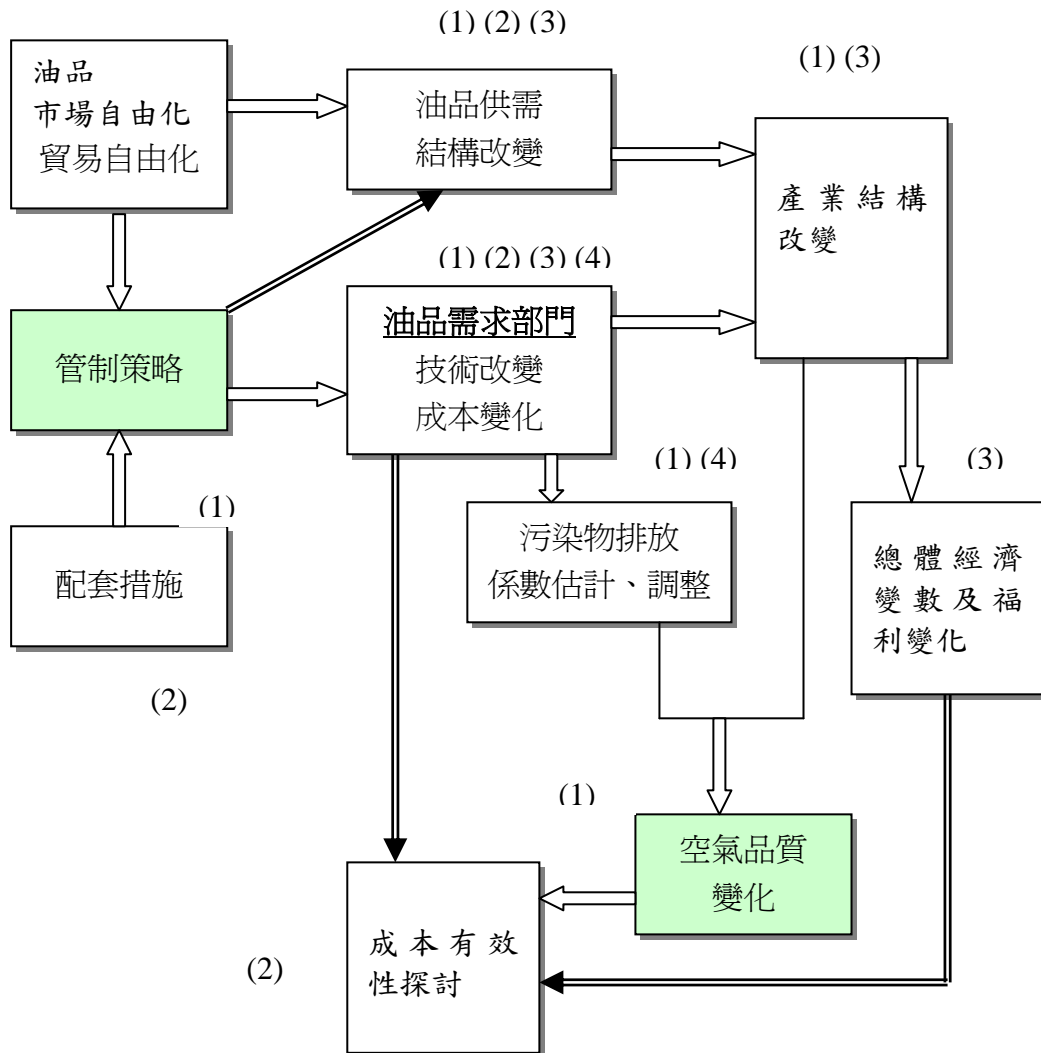 (1) (2) (3)
(1) (3)
油品
市場自由化
貿易自由化
油品供需
結構改變
產業結構
改變
(1) (2) (3) (4)
管制策略
油品需求部門
技術改變
成本變化
(1) (4)
(3)
(1)
配套措施
污染物排放
係數估計、調整
總體經濟
變數及福
利變化
(2)
(1)
空氣品質
變化
(2)
成本有效
性探討